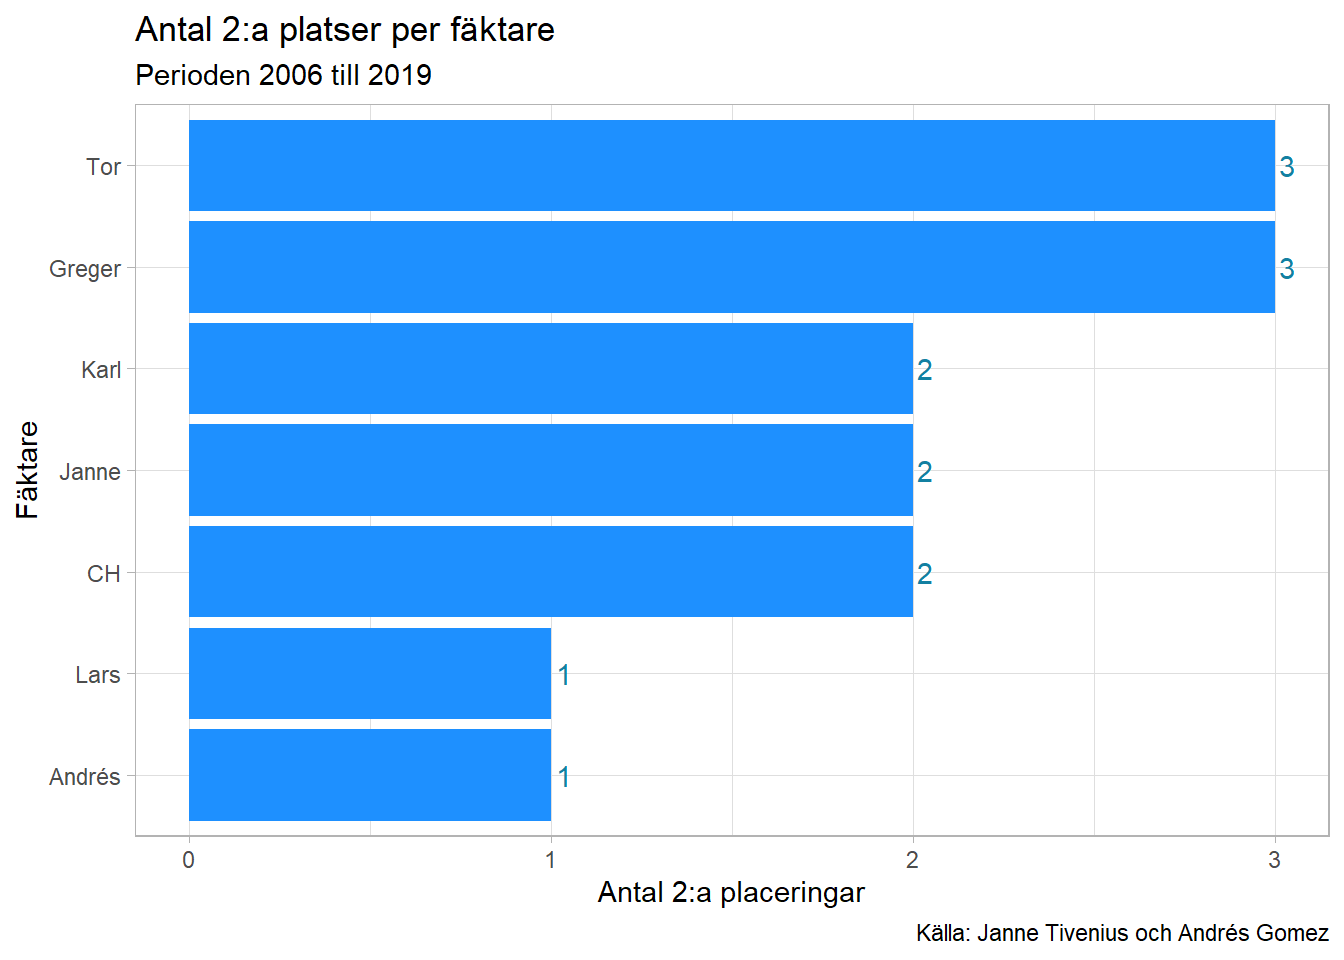 Antal 2:a platser per fäktare
Perioden 2006 till 2019
Fäktare
Tor 3
Greger 3
Karl 2
Janne 2
CH 2
Lars 1
Andrés 1
0 1 2 3
Antal 2:a placeringar
Källa: Janne Tivenius och Andrés Gomez